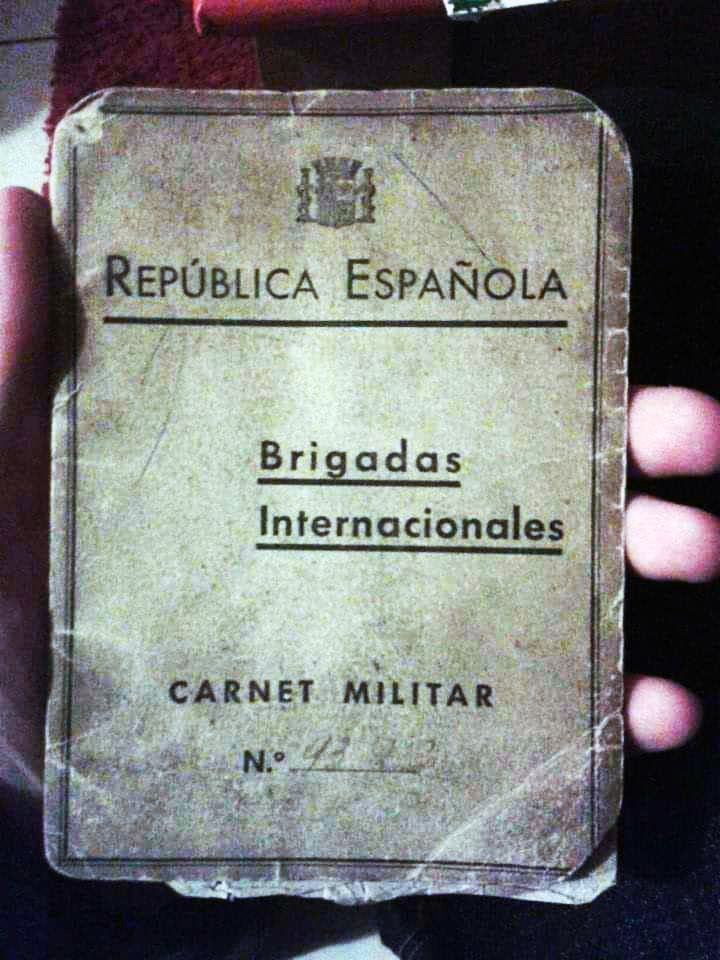 REPÚBLICA ESPAÑOLA
Brigadas
Internacionales
CARNET MILITAR
N.º